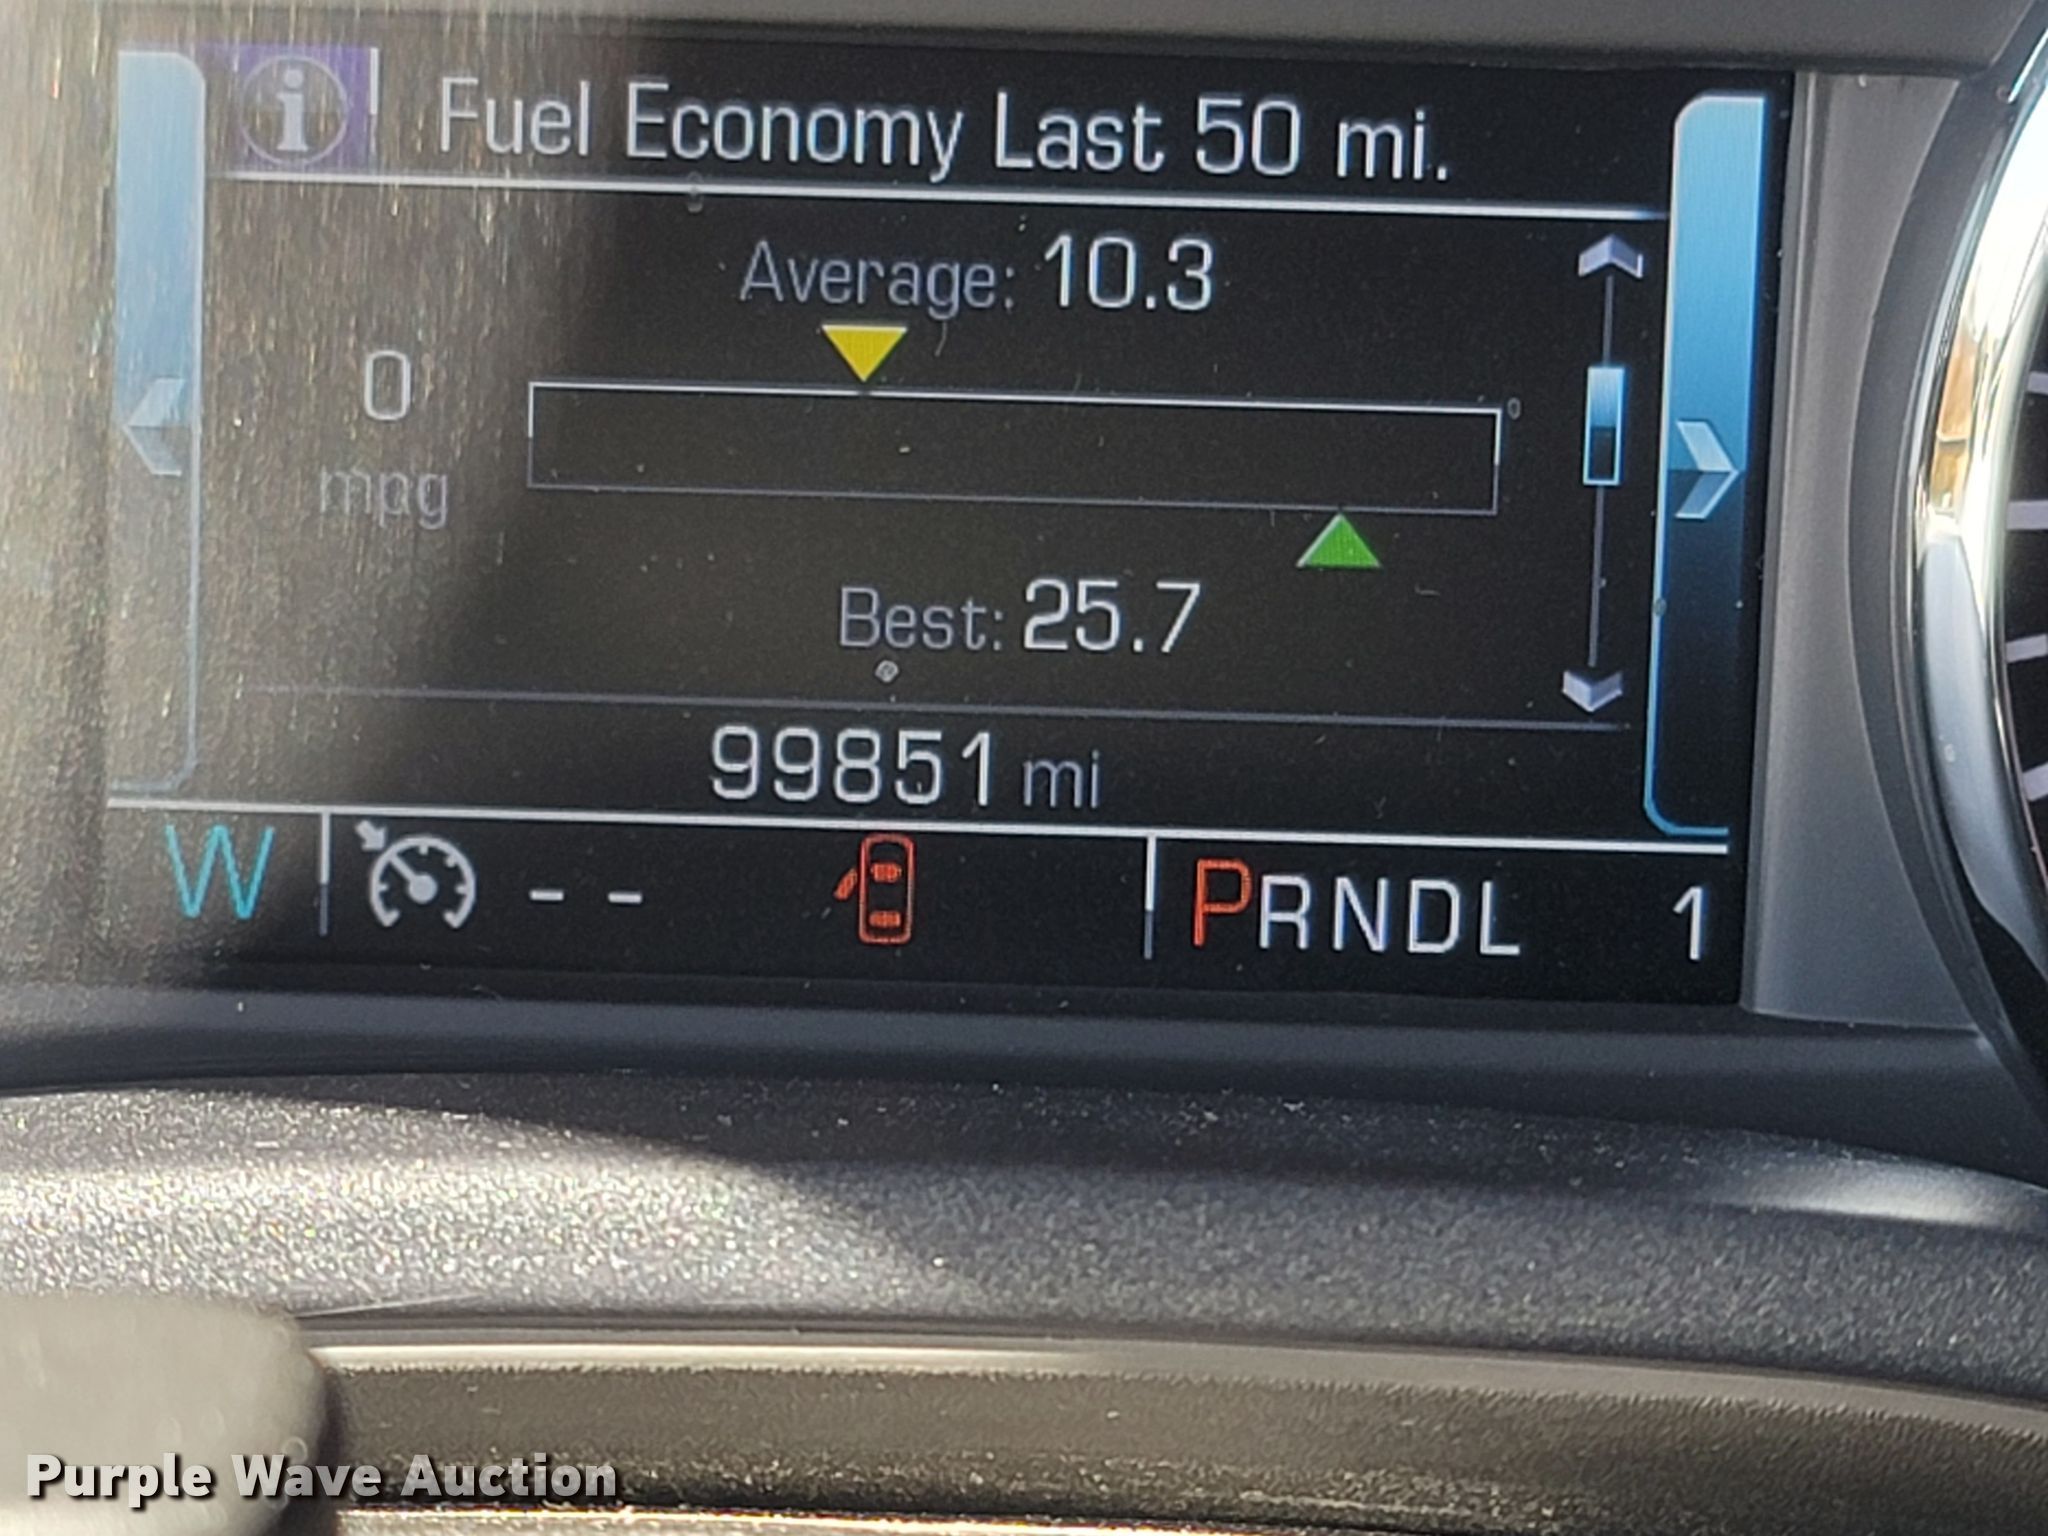 i Fuel Economy Last 50 mi.
Average: 10.3
0
mpg
Best: 25.7
99851 mi
W -- PRNDL 1
Purple Wave Auction